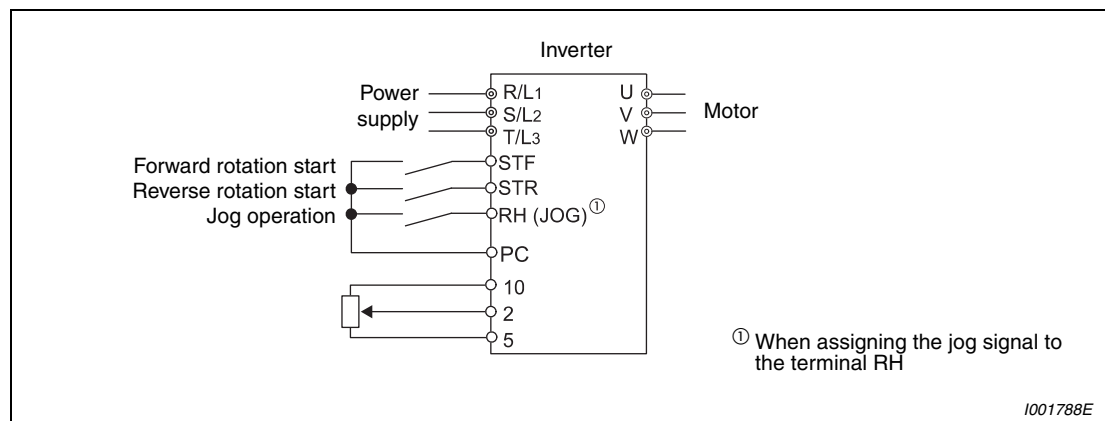 Inverter
Power supply
R/L1
S/L2
T/L3
U
V
W
Motor
Forward rotation start
STF
Reverse rotation start
STR
Jog operation
RH (JOG)①
PC
10
2
5
① When assigning the jog signal to
the terminal RH
I001788E